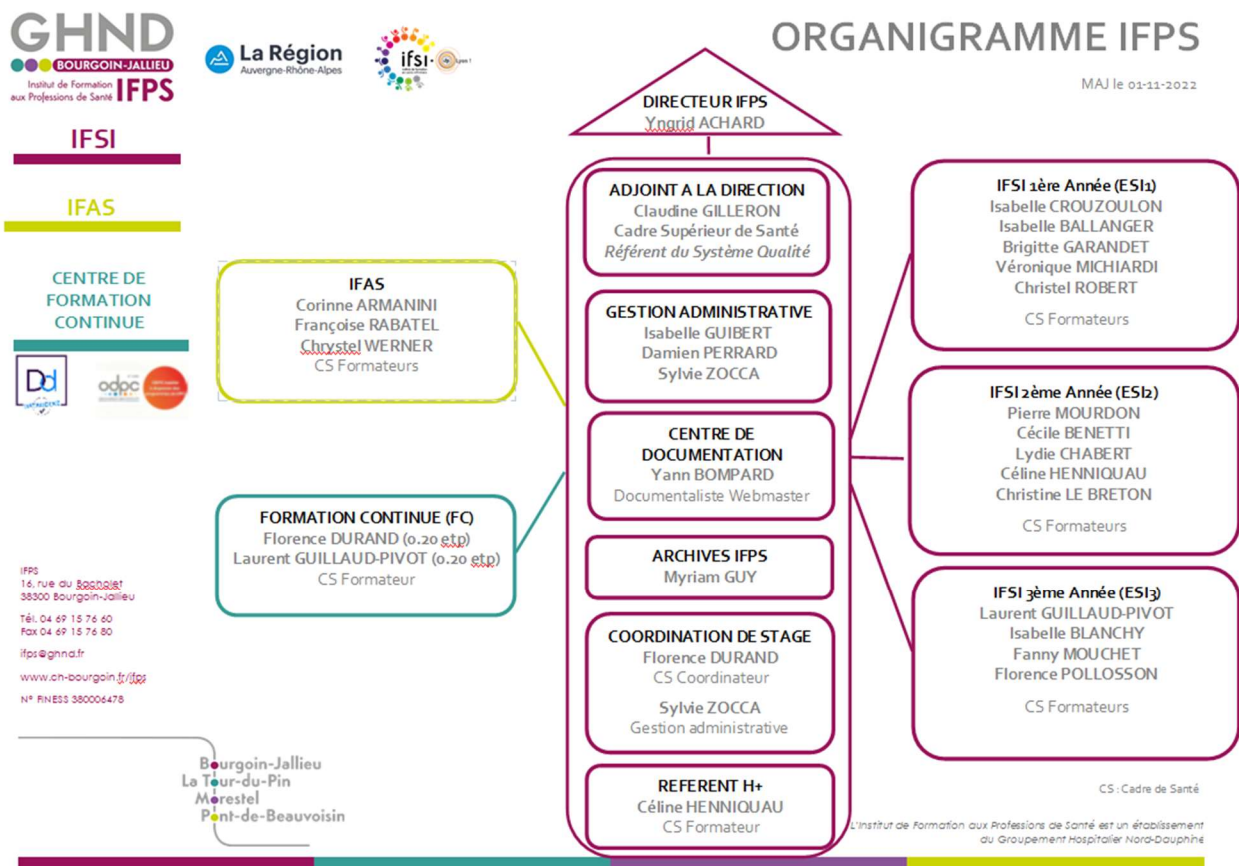 GHND
BOURGOIN-JALLIEU
Institut de Formation
aux Professions de Santé IFPS
La Région
Auvergne-Rhône-Alpes
ifsi
Lyon 1
ORGANIGRAMME IFPS
MAJ le 01-11-2022
IFSI
IFAS
CENTRE DE
FORMATION
CONTINUE
Dd
DATADOCK
odpc
DIRECTEUR IFPS
Yngrid ACHARD
ADJOINT A LA DIRECTION
Claudine GILLERON
Cadre Supérieur de Santé
Référent du Système Qualité
GESTION ADMINISTRATIVE
Isabelle GUIBERT
Damien PERRARD
Sylvie ZOCCA
CENTRE DE
DOCUMENTATION
Yann BOMPARD
Documentaliste Webmaster
ARCHIVES IFPS
Myriam GUY
COORDINATION DE STAGE
Florence DURAND
CS Coordinateur
Sylvie ZOCCA
Gestion administrative
REFERENT H+
Céline HENNIQUAU
CS Formateur
IFAS
Corinne ARMANINI
Françoise RABATEL
Chrystel WERNER
CS Formateurs
FORMATION CONTINUE (FC)
Florence DURAND (0.20 etp)
Laurent GUILLAUD-PIVOT (0.20 etp)
CS Formateur
IFSI 1ère Année (ESI1)
Isabelle CROUZOULON
Isabelle BALLANGER
Brigitte GARANDET
Véronique MICHIARDI
Christel ROBERT
CS Formateurs
IFSI 2ème Année (ESI2)
Pierre MOURDON
Cécile BENETTI
Lydie CHABERT
Céline HENNIQUAU
Christine LE BRETON
CS Formateurs
IFSI 3ème Année (ESI3)
Laurent GUILLAUD-PIVOT
Isabelle BLANCHY
Fanny MOUCHET
Florence POLLOSSON
CS Formateurs
IFPS
16, rue du Bacholet
38300 Bourgoin-Jallieu
Tél. 04 69 15 76 60
Fax 04 69 15 76 80
ifps@ghnd.fr
www.ch-bourgoin.fr/ifps
N° FINESS 380006478
Bourgoin-Jallieu
La Tour-du-Pin
Morestel
Pont-de-Beauvoisin
CS : Cadre de Santé
L'Institut de Formation aux Professions de Santé est un établissement
du Groupement Hospitalier Nord-Dauphiné